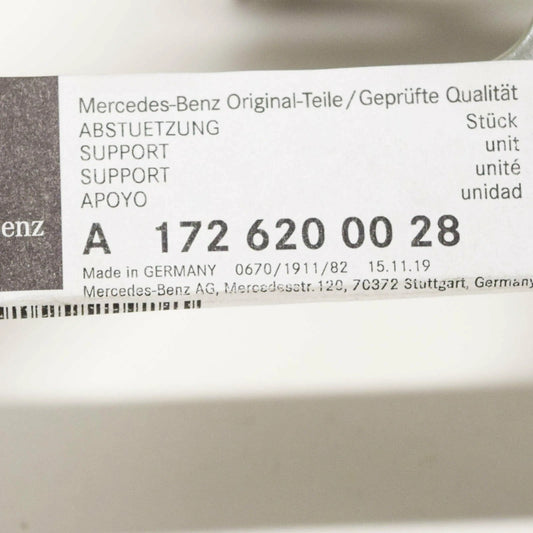 Mercedes-Benz Original-Teile/Geprüfte Qualität
ABSTUETZUNG Stück
SUPPORT unit
SUPPORT unité
APOYO unidad
enz
A 172 620 00 28
Made in GERMANY 0670/1911/82 15.11.19
Mercedes-Benz AG, Mercedesstr. 120, 70372 Stuttgart, Germany